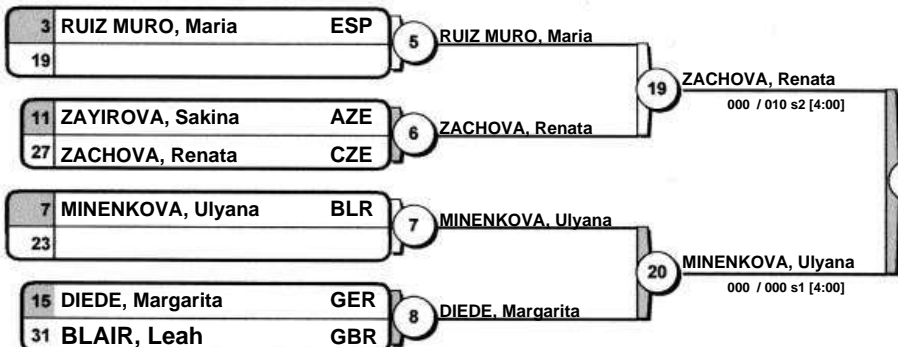 3 RUIZ MURO, Maria ESP
19
5
RUIZ MURO, Maria
11 ZAYIROVA, Sakina AZE
27 ZACHOVA, Renata CZE
6
ZACHOVA, Renata
19
ZACHOVA, Renata
000 / 010 s2 [4:00]
7 MINENKOVA, Ulyana BLR
23
7
MINENKOVA, Ulyana
15 DIEDE, Margarita GER
31 BLAIR, Leah GBR
8
DIEDE, Margarita
20
MINENKOVA, Ulyana
000 / 000 s1 [4:00]